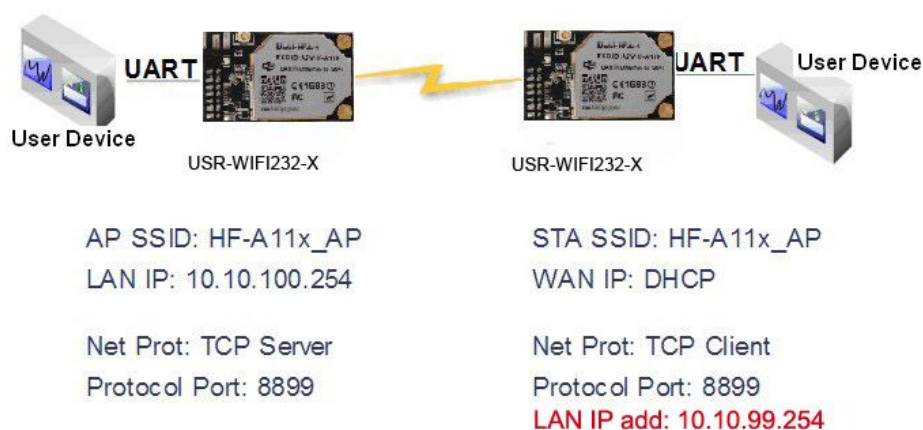 UART
UART
User Device
User Device
USR-WIFI232-X
USR-WIFI232-X
AP SSID: HF-A11x_AP
LAN IP: 10.10.100.254
Net Prot: TCP Server
Protocol Port: 8899
STA SSID: HF-A11x_AP
WAN IP: DHCP
Net Prot: TCP Client
Protocol Port: 8899
LAN IP add: 10.10.99.254